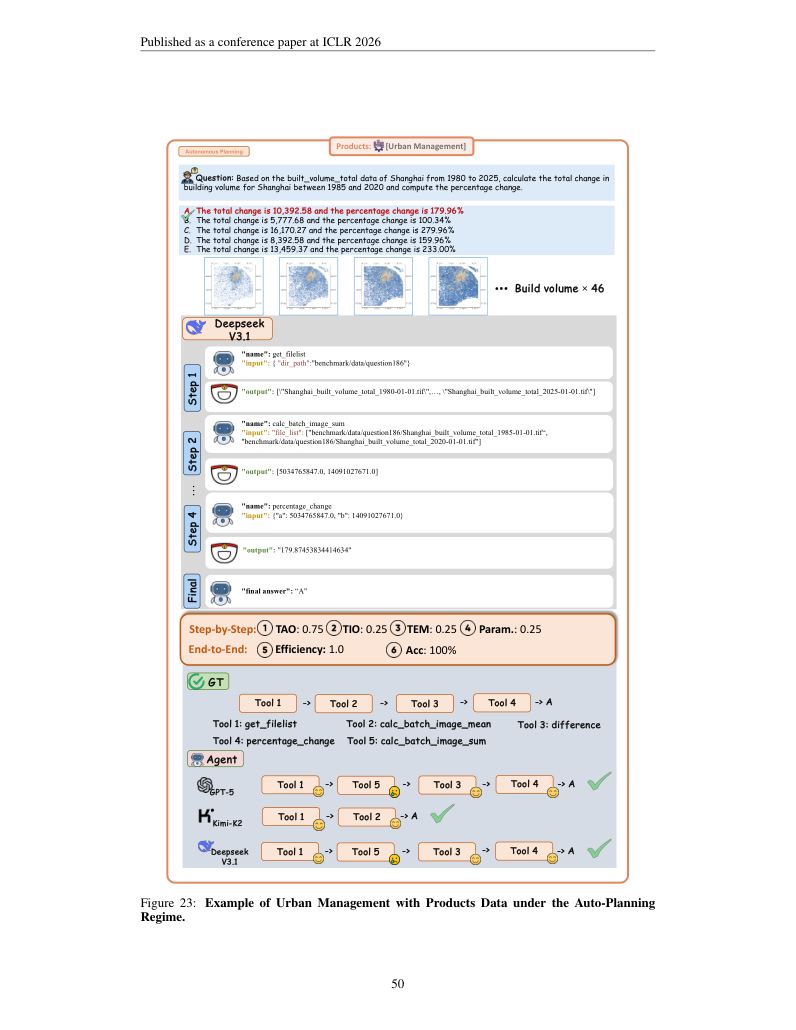 Published as a conference paper at ICLR 2026
Autonomous Planning
Products: [Urban Management]
Question: Based on the built_volume_total data of Shanghai from 1980 to 2025, calculate the total change in
building volume for Shanghai between 1985 and 2020 and compute the percentage change.
A. The total change is 10,392.58 and the percentage change is 179.96%
B. The total change is 5,777.68 and the percentage change is 100.34%
C. The total change is 16,170.27 and the percentage change is 279.96%
D. The total change is 8,392.58 and the percentage change is 159.96%
E. The total change is 13,459.37 and the percentage change is 233.00%
••• Build volume × 46
Deepseek
V3.1
Step 1
"name": get_filelist
"input": { "dir_path":"benchmark/data/question186"}
"output": [\"Shanghai_built_volume_total_1980-01-01.tif\",…, \"Shanghai_built_volume_total_2025-01-01.tif\"]
Step 2
"name": calc_batch_image_sum
"input": "file_list": ["benchmark/data/question186/Shanghai_built_volume_total_1985-01-01.tif",
"benchmark/data/question186/Shanghai_built_volume_total_2020-01-01.tif"]
"output": [5034765847.0, 14091027671.0]
...
Step 4
"name": percentage_change
"input": {"a": 5034765847.0, "b": 14091027671.0}
"output": "179.87453834414634"
Final
"final answer": "A"
Step-by-Step: 1 TAO: 0.75 2 TIO: 0.25 3 TEM: 0.25 4 Param.: 0.25
End-to-End: 5 Efficiency: 1.0 6 Acc: 100%
GT
Tool 1 -> Tool 2 -> Tool 3 -> Tool 4 -> A
Tool 1: get_filelist Tool 2: calc_batch_image_mean Tool 3: difference
Tool 4: percentage_change Tool 5: calc_batch_image_sum
Agent
GPT-5 Tool 1 -> Tool 5 -> Tool 3 -> Tool 4 -> A
Kimi-K2 Tool 1 -> Tool 2 -> A
Deepseek V3.1 Tool 1 -> Tool 5 -> Tool 3 -> Tool 4 -> A
Figure 23: Example of Urban Management with Products Data under the Auto-Planning
Regime.
50